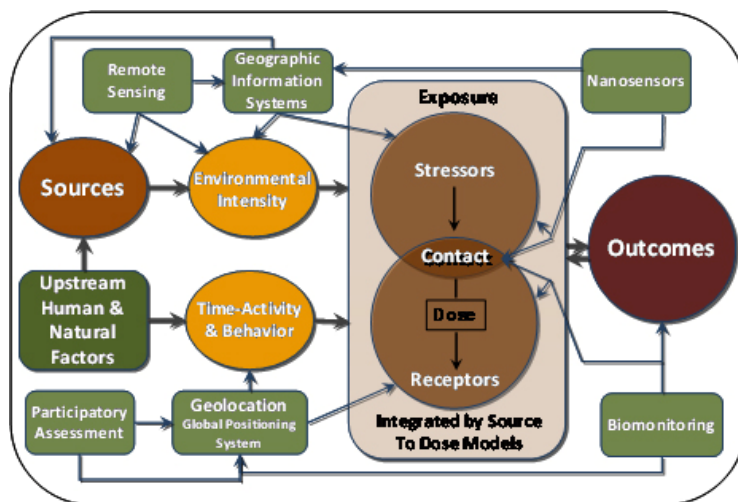 Remote
Sensing
Geographic
Information
Systems
Nanosensors
Exposure
Sources
Environmental
Intensity
Stressors
Contact
Outcomes
Upstream
Human &
Natural
Factors
Time-Activity
& Behavior
Dose
Receptors
Participatory
Assessment
Geolocation
Global Positioning
System
Integrated by Source
To Dose Models
Biomonitoring